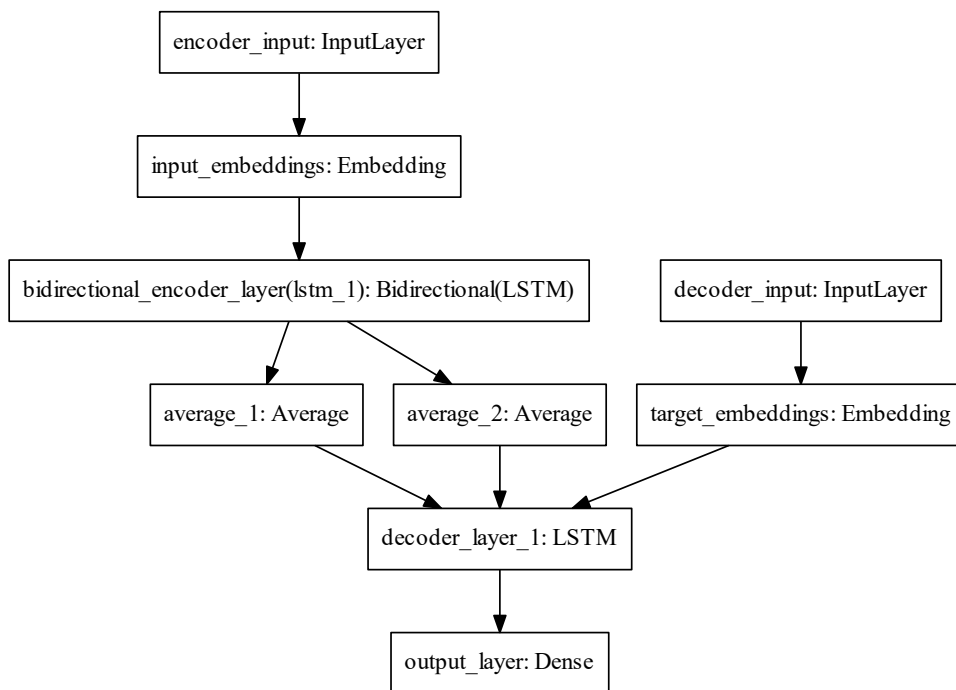 encoder_input: InputLayer
input_embeddings: Embedding
bidirectional_encoder_layer(lstm_1): Bidirectional(LSTM)
decoder_input: InputLayer
average_1: Average
average_2: Average
target_embeddings: Embedding
decoder_layer_1: LSTM
output_layer: Dense